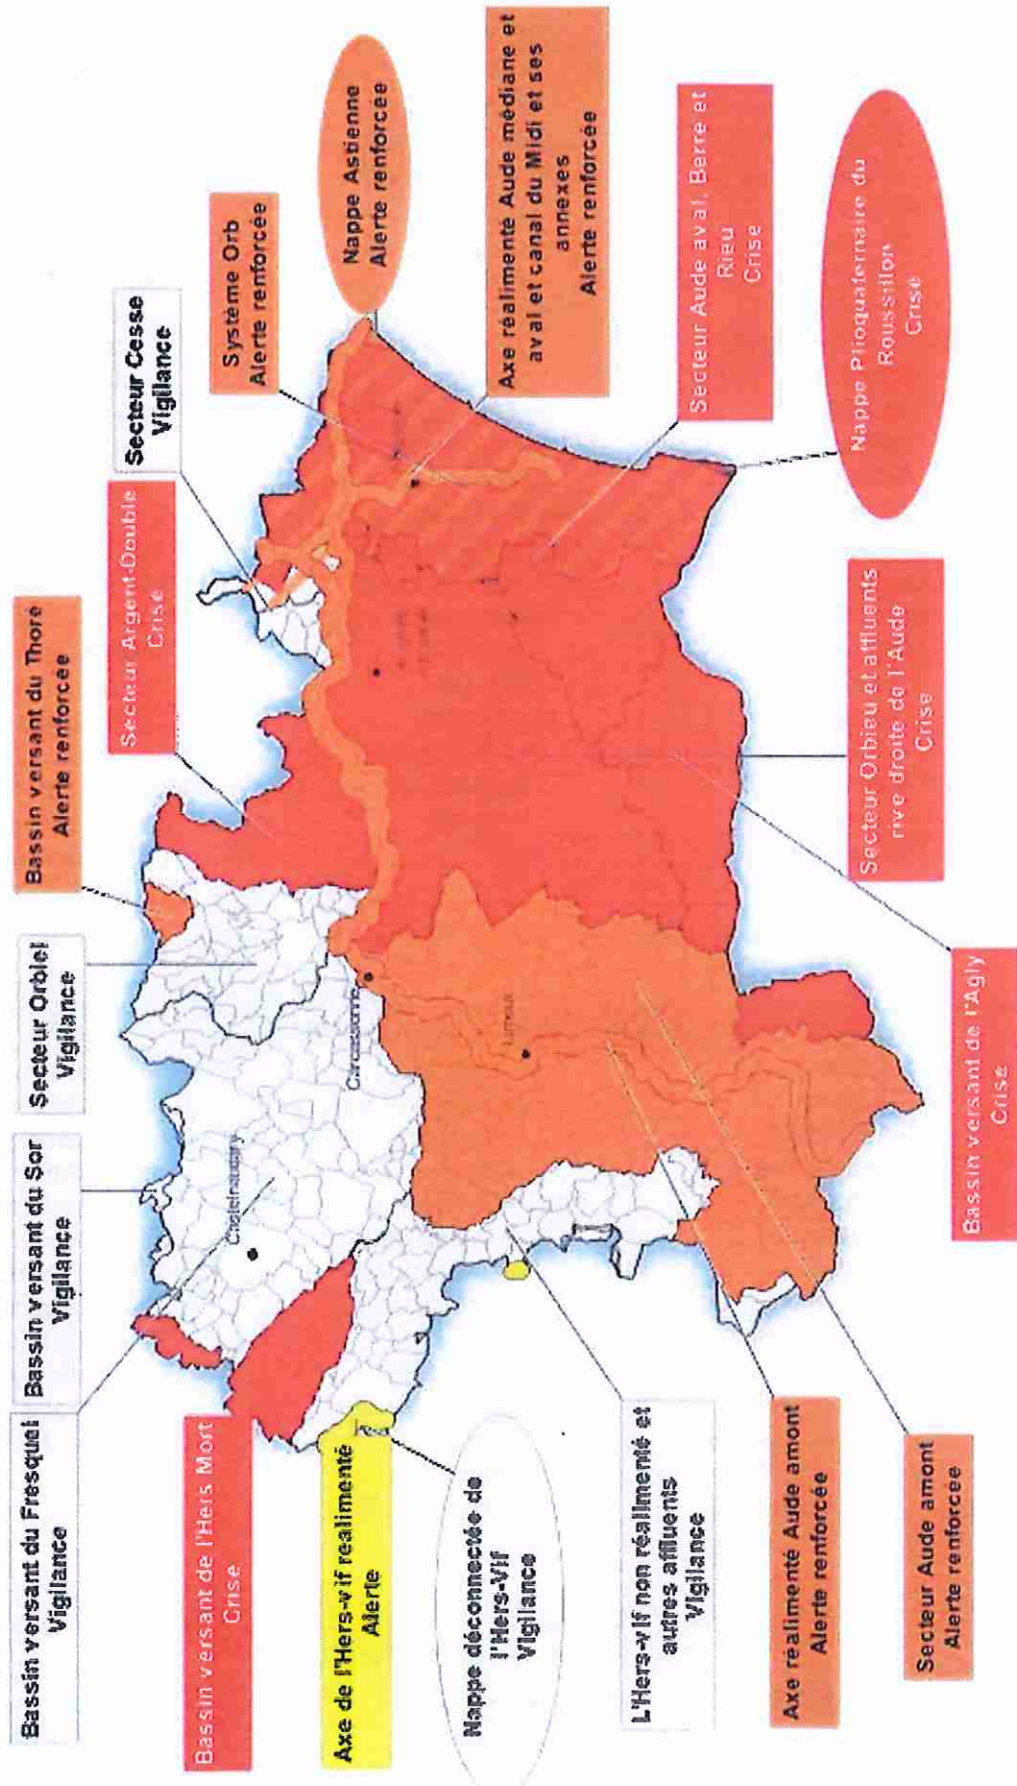 Bassin versant du Fresquel
Vigilance
Bassin versant du Sor
Vigilance
Secteur Orbiel
Vigilance
Bassin versant du Thoré
Alerte renforcée
Secteur Argent-Double
Crise
Secteur Cesse
Vigilance
Système Orb
Alerte renforcée
Nappe Astienne
Alerte renforcée
Axe réalimenté Aude médiane et
aval et canal du Midi et ses
annexes
Alerte renforcée
Secteur Aude aval, Berre et
Rieu
Crise
Nappe Plioquaternaire du
Roussillon
Crise
Secteur Orbieu et affluents
rive droite de l'Aude
Crise
Bassin versant de l'Agly
Crise
Secteur Aude amont
Alerte renforcée
Axe réalimenté Aude amont
Alerte renforcée
L'Hers-vif non réalimenté et
autres affluents
Vigilance
Nappe déconnectée de
l'Hers-Vif
Vigilance
Axe de l'Hers-vif réalimenté
Alerte
Bassin versant de l'Hers Mort
Crise
Castelnaudary
Carcassonne
Limoux